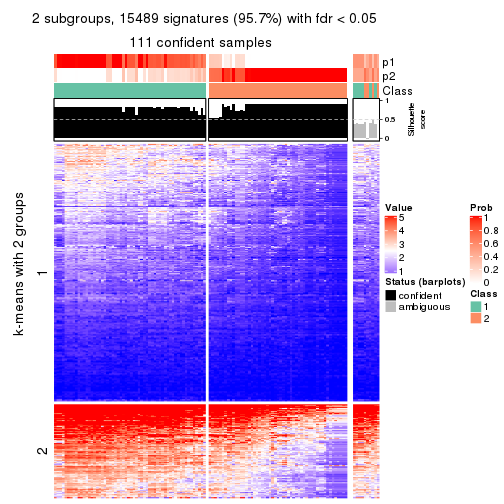 2 subgroups, 15489 signatures (95.7%) with fdr < 0.05
111 confident samples
p1
p2
Class
1
0.5
0
Silhouette
score
k-means with 2 groups
1
2
Value
5
4
3
2
1
Status (barplots)
confident
ambiguous
Prob
1
0.8
0.6
0.4
0.2
0
Class
1
2